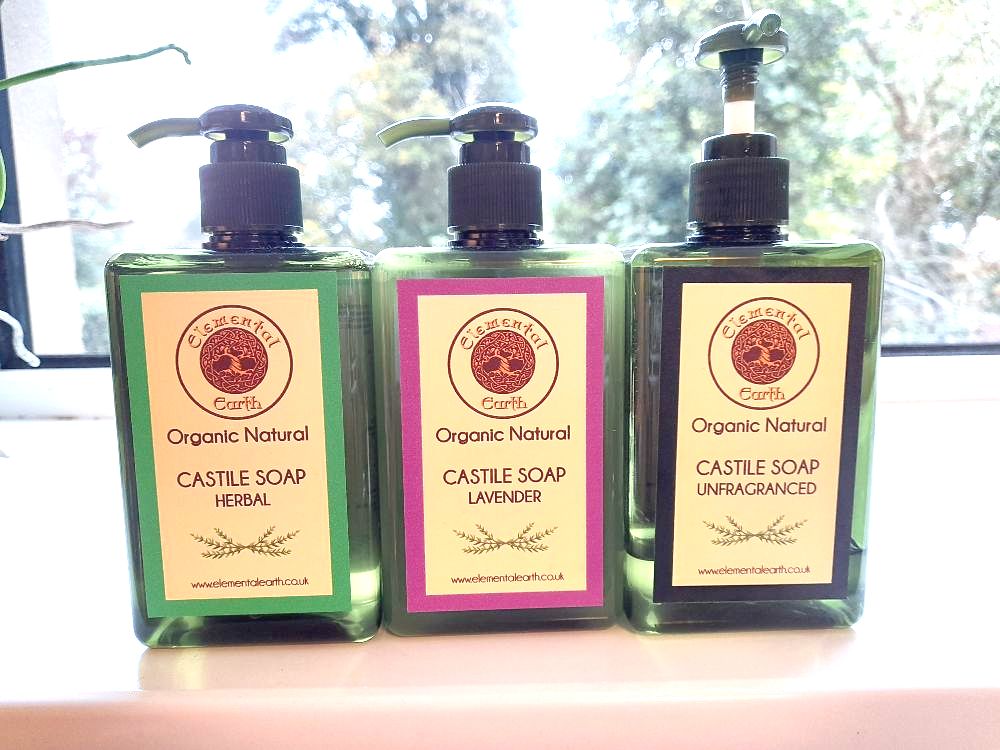 Elemental
Earth
Organic Natural
CASTILE SOAP
HERBAL
www.elementalearth.co.uk
Elemental
Earth
Organic Natural
CASTILE SOAP
LAVENDER
www.elementalearth.co.uk
Elemental
Earth
Organic Natural
CASTILE SOAP
UNFRAGRANCED
www.elementalearth.co.uk